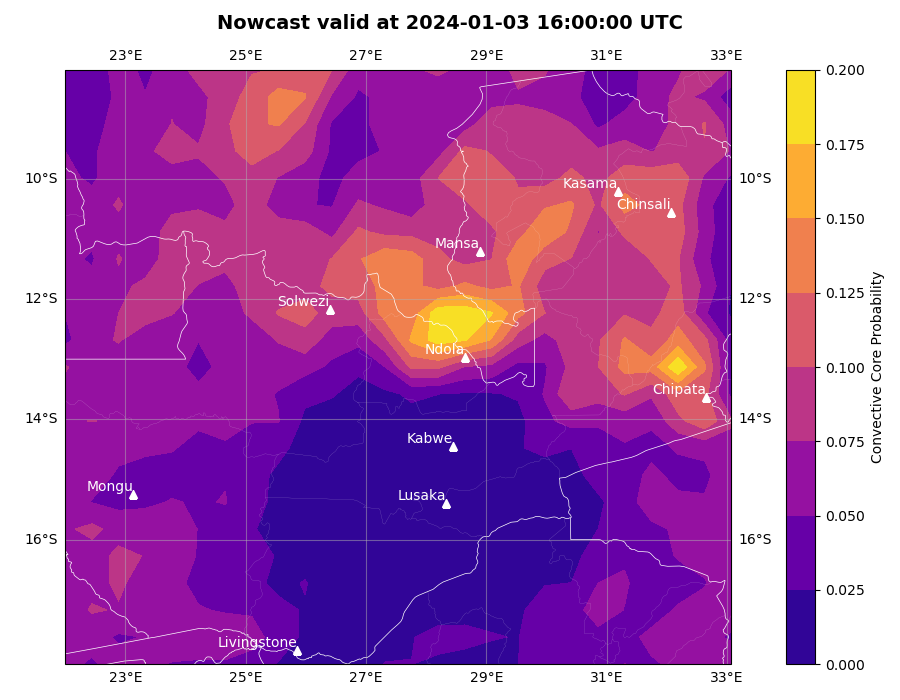 Nowcast valid at 2024-01-03 16:00:00 UTC
23°E 25°E 27°E 29°E 31°E 33°E
0.200
0.175
10°S Kasama 10°S
Chinsali
0.150
Mansa
0.125
12°S Solwezi 12°S
Ndola
0.100
Chipata
14°S 14°S
Kabwe
0.075
Mongu
Lusaka
0.050
16°S 16°S
0.025
Livingstone
0.000
23°E 25°E 27°E 29°E 31°E 33°E
Convective Core Probability